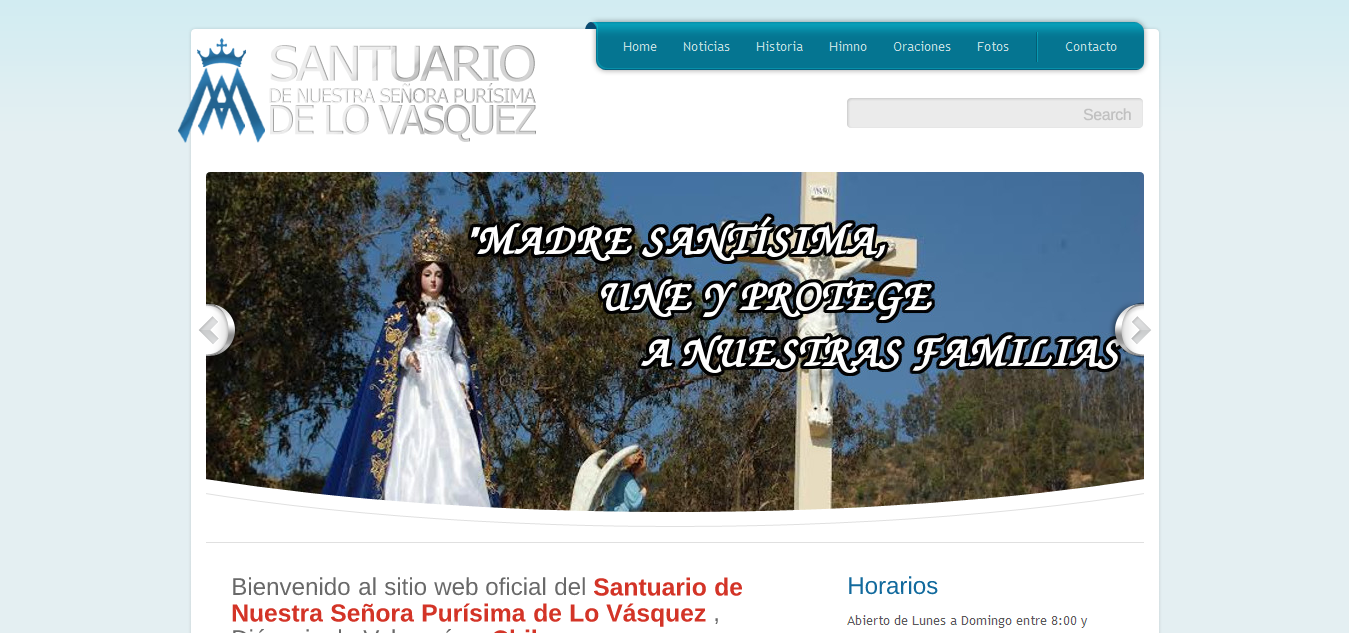 SANTUARIO
DE NUESTRA SEÑORA PURÍSIMA
DE LO VÁSQUEZ
Home Noticias Historia Himno Oraciones Fotos Contacto
Search
INRI
"MADRE SANTÍSIMA,
UNE Y PROTEGE
A NUESTRAS FAMILIAS
Bienvenido al sitio web oficial del Santuario de
Nuestra Señora Purísima de Lo Vásquez ,
Horarios
Abierto de Lunes a Domingo entre 8:00 y